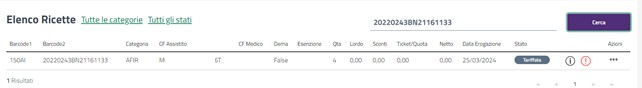 Elenco Ricette Tutte le categorie Tutti gli stati
20220243BN21161133 Cerca
Barcode1 Barcode2 Categoria CF Assistito CF Medico Dema Esenzione Qta Lordo Sconti Ticket/Quota Netto Data Erogazione Stato Azioni
150AI 20220243BN21161133 AFIR M 6T False 4 0,00 0,00 0,00 0,00 25/03/2024 Tariffata
1 Risultati
« < 1 > »